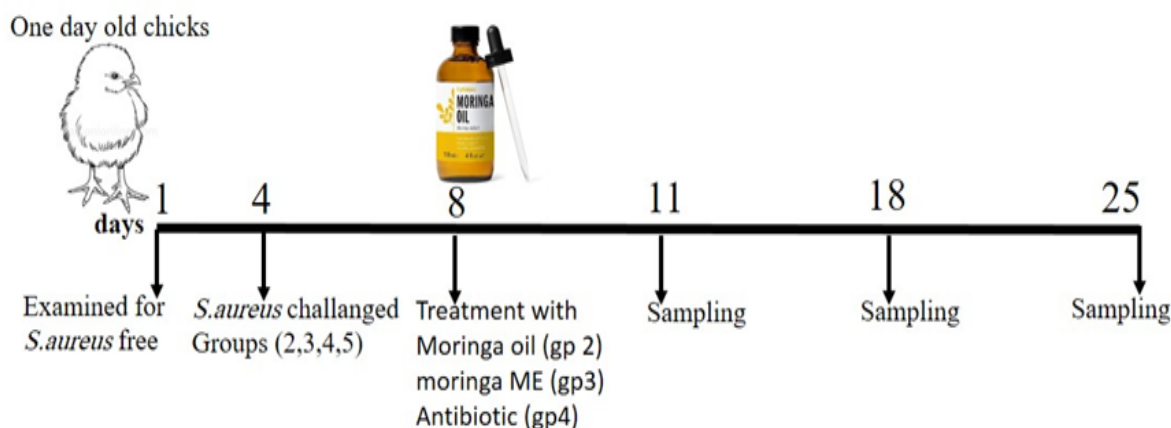 One day old chicks
MORINGA
OIL
1 4 8 11 18 25
days
Examined for
S.aureus free
S.aureus challanged
Groups (2,3,4,5)
Treatment with
Moringa oil (gp 2)
moringa ME (gp3)
Antibiotic (gp4)
Sampling
Sampling
Sampling